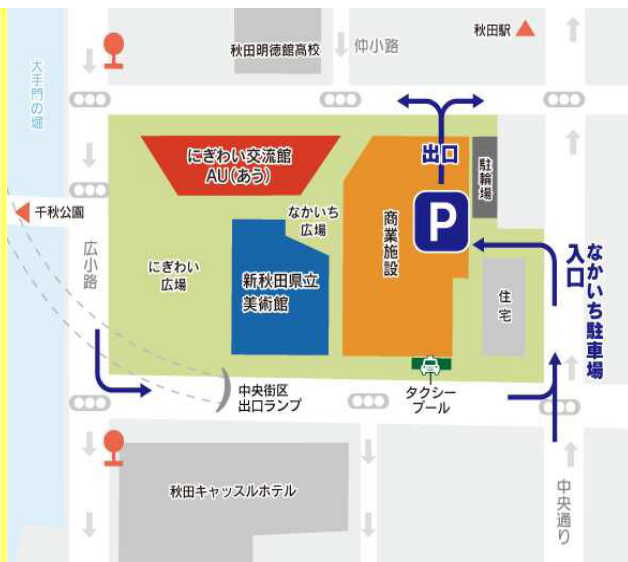 秋田駅
仲小路
秋田明徳館高校
大手門の堀
出口
にぎわい交流館
AU(あう)
駐輪場
P
なかいち
広場
商業施設
千秋公園
広小路
にぎわい
広場
新秋田県立
美術館
なかいち駐車場
入口
住宅
中央街区
出口ランプ
タクシー
プール
秋田キャッスルホテル
中央通り